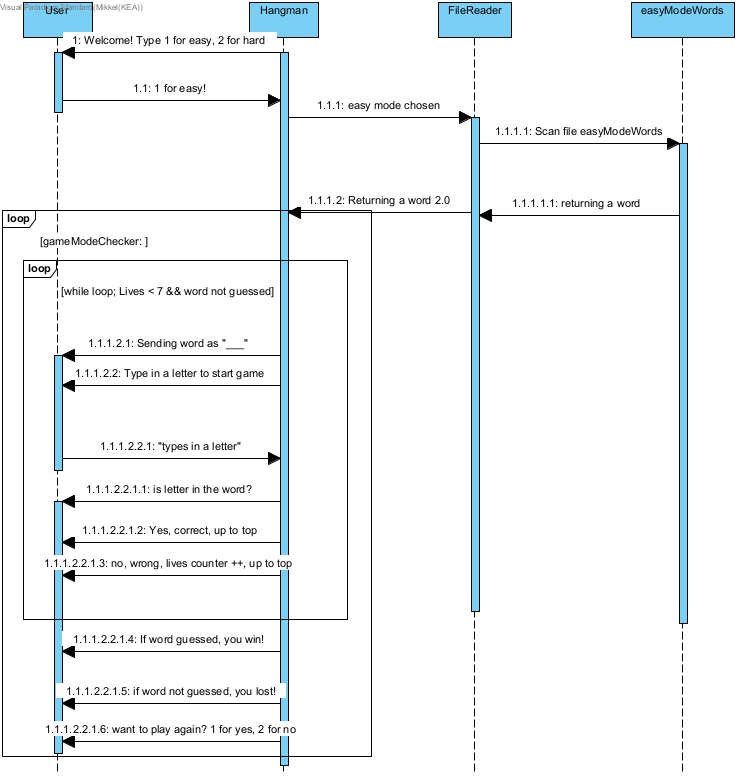 Visual Paradigm Standard(Mikkel(KEA))
User
Hangman
FileReader
easyModeWords
1: Welcome! Type 1 for easy, 2 for hard
1.1: 1 for easy!
1.1.1: easy mode chosen
1.1.1.1: Scan file easyModeWords
1.1.1.2: Returning a word 2.0
1.1.1.1.1: returning a word
loop
[gameModeChecker: ]
loop
[while loop; Lives < 7 && word not guessed]
1.1.1.2.1: Sending word as "___"
1.1.1.2.2: Type in a letter to start game
1.1.1.2.2.1: "types in a letter"
1.1.1.2.2.1.1: is letter in the word?
1.1.1.2.2.1.2: Yes, correct, up to top
1.1.1.2.2.1.3: no, wrong, lives counter ++, up to top
1.1.1.2.2.1.4: If word guessed, you win!
1.1.1.2.2.1.5: if word not guessed, you lost!
1.1.1.2.2.1.6: want to play again? 1 for yes, 2 for no